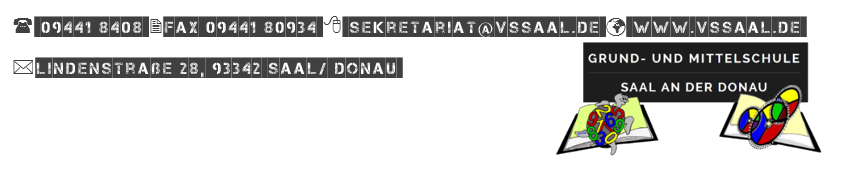 ☎ 09441 8408 FAX 09441 80934 SEKRETARIAT@VSSAAL.DE WWW.VSSAAL.DE
LINDENSTRAßE 28, 93342 SAAL/ DONAU
GRUND- UND MITTELSCHULE
SAAL AN DER DONAU